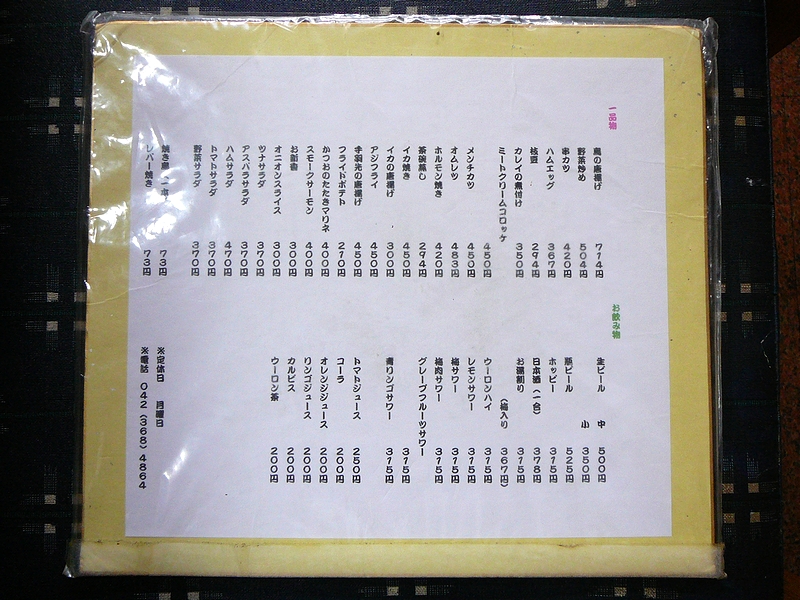 一品物
鶏の唐揚げ 714円
野菜炒め 504円
串カツ 420円
ハムエッグ 367円
枝豆 294円
カレイの煮付け 350円
ミートクリームコロッケ 450円
メンチカツ 450円
オムレツ 483円
ホルモン焼き 420円
茶碗蒸し 294円
イカ焼き 450円
イカの唐揚げ 300円
アジフライ 450円
手羽先の唐揚げ 450円
フライドポテト 210円
かつおのたたきマリネ 400円
スモークサーモン 400円
お新香 300円
オニオンスライス 300円
ツナサラダ 370円
アスパラサラダ 370円
ハムサラダ 470円
トマトサラダ 370円
野菜サラダ 370円
焼き鳥 73円
レバー焼き 73円
お飲み物
生ビール 中 500円
小 350円
瓶ビール 525円
ホッピー 315円
日本酒(一合) 378円
お湯割り 315円
(梅入り 367円)
ウーロンハイ 315円
レモンサワー 315円
梅サワー 315円
梅肉サワー 315円
グレープフルーツサワー
315円
青リンゴサワー 315円
トマトジュース 250円
コーラ 200円
オレンジジュース 200円
リンゴジュース 200円
カルピス 200円
ウーロン茶 200円
※定休日 月曜日
※電話 042(368)4864